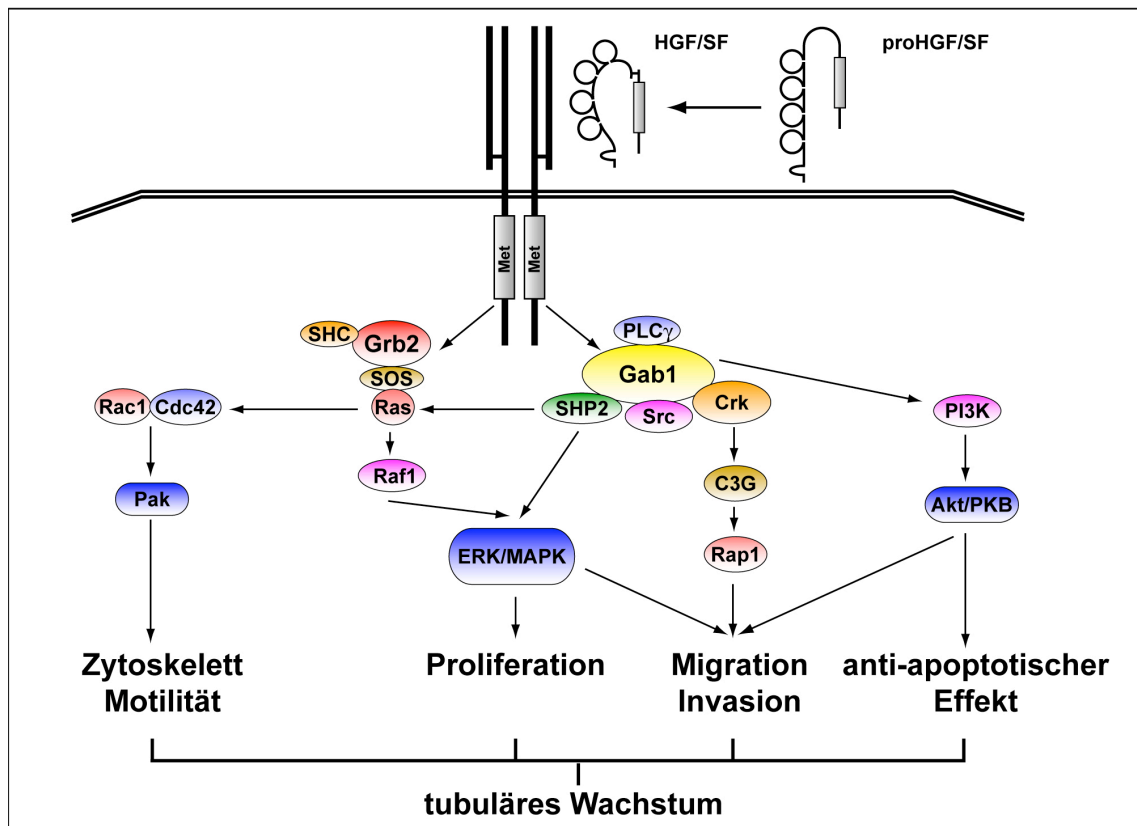 HGF/SF
proHGF/SF
Met
Met
SHC
Grb2
SOS
Ras
Raf1
Rac1
Cdc42
Pak
PLCγ
Gab1
SHP2
Src
Crk
C3G
Rap1
PI3K
Akt/PKB
ERK/MAPK
Zytoskelett
Motilität
Proliferation
Migration
Invasion
anti-apoptotischer
Effekt
tubuläres Wachstum